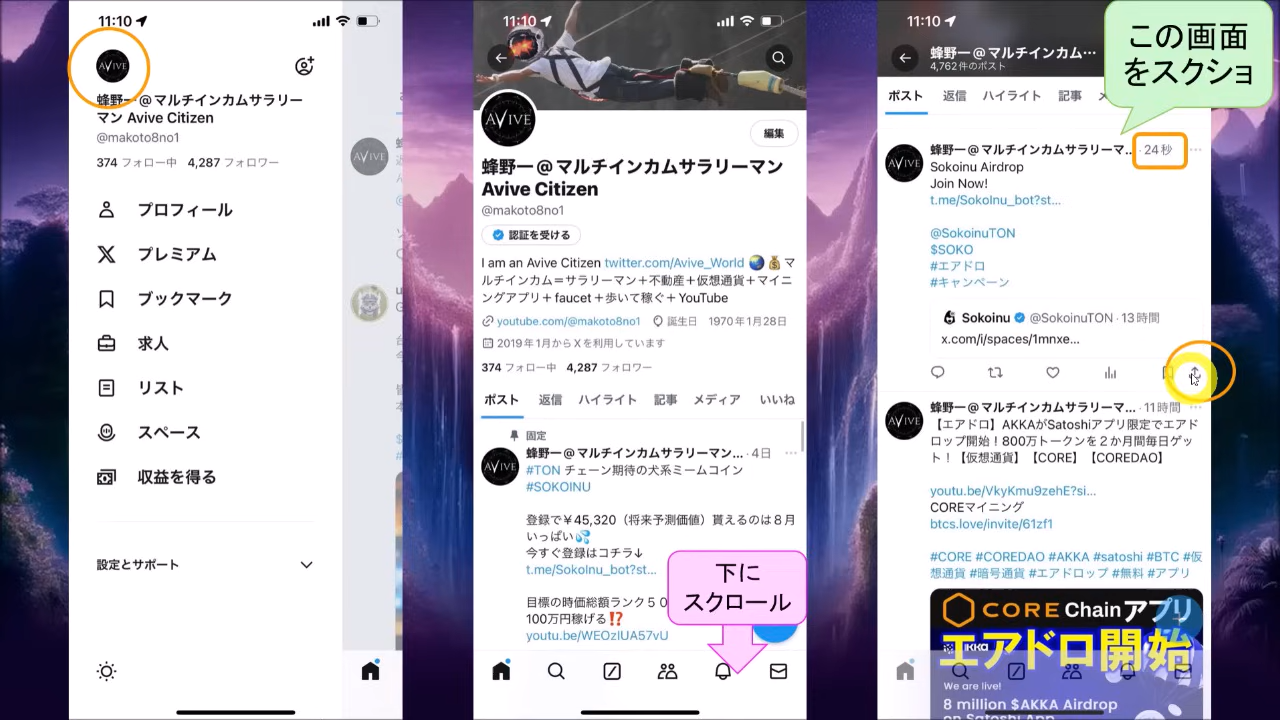 11:10
AVIVE
蜂野一@マルチインカムサラリー
マン Avive Citizen
@makoto8no1
374 フォロー中 4,287 フォロワー
プロフィール
プレミアム
ブックマーク
求人
リスト
スペース
収益を得る
設定とサポート
AVIVE
11:10
AVIVE
編集
蜂野一@マルチインカムサラリーマン
Avive Citizen
@makoto8no1
認証を受ける
I am an Avive Citizen twitter.com/Avive_World 🌏💰マ
ルチインカム＝サラリーマン＋不動産＋仮想通貨＋マイニ
ングアプリ＋faucet＋歩いて稼ぐ＋YouTube
youtube.com/@makoto8no1 誕生日 1970年1月28日
2019年1月からXを利用しています
374 フォロー中 4,287 フォロワー
ポスト 返信 ハイライト 記事 メディア いいね
固定
蜂野一@マルチインカムサラリーマン... · 4日
AVIVE
#TON チェーン期待の犬系ミームコイン
#SOKOINU
登録で￥45,320（将来予測価値）貰えるのは８月
いっぱい💦
今すぐ登録はコチラ↓
t.me/SokoInu_bot?st...
目標の時価総額ランク５０
100万円稼げる⁉️
youtu.be/WEOzIUA57vU
下に
スクロール
11:10
この画面
をスクショ
蜂野一@マルチインカム…
4,762 件のポスト
ポスト 返信 ハイライト 記事 メ
AVIVE
蜂野一@マルチインカムサラリーマ... · 24秒
Sokoinu Airdrop
Join Now!
t.me/SokoInu_bot?st...
@SokoinuTON
$SOKO
#エアドロ
#キャンペーン
Sokoinu @SokoinuTON · 13時間
x.com/i/spaces/1mnxe...
AVIVE
蜂野一@マルチインカムサラリーマ... · 11時間
【エアドロ】AKKAがSatoshiアプリ限定でエアド
ロップ開始！800万トークンを２か月間毎日ゲッ
ト！【仮想通貨】【CORE】【COREDAO】
youtu.be/VkyKmu9zehE?si...
COREマイニング
btcs.love/invite/61zf1
#CORE #COREDAO #AKKA #satoshi #BTC #仮
想通貨 #暗号通貨 #エアドロップ #無料 #アプリ
CORE Chain アプリ
エアドロ開始
We are live!
8 million $AKKA Airdrop
on Satoshi App